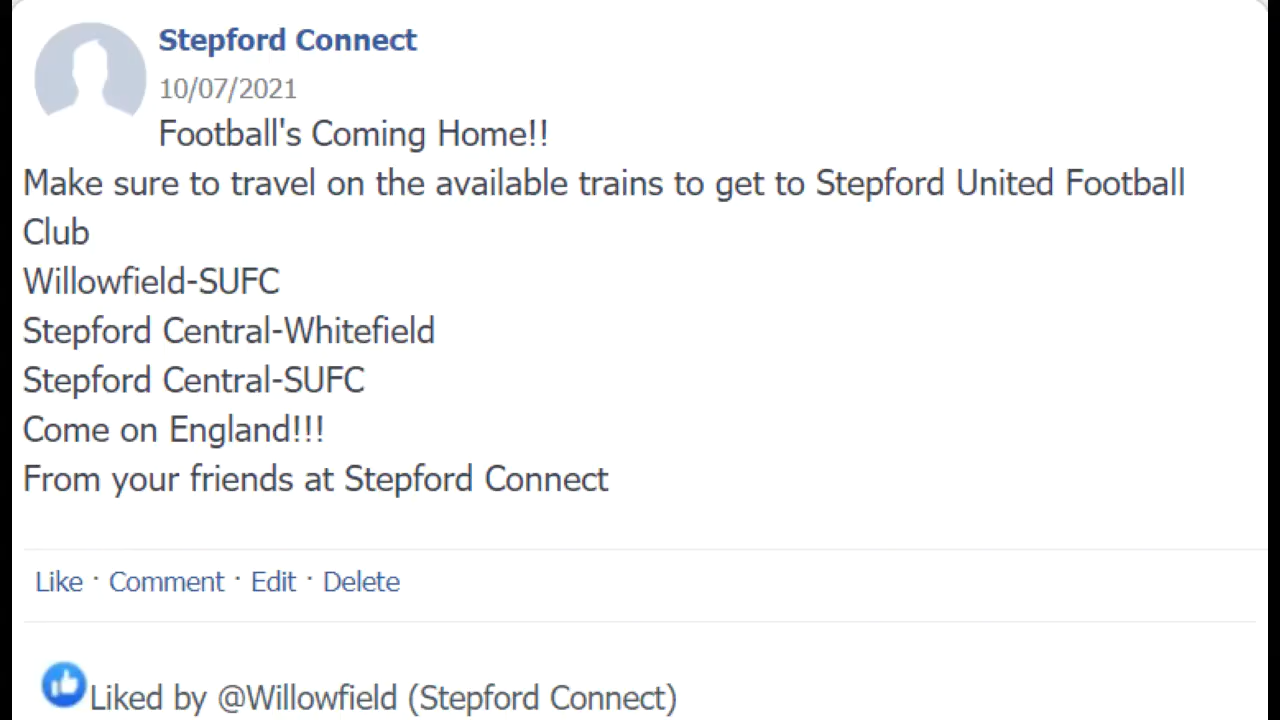 Stepford Connect
10/07/2021
Football's Coming Home!!
Make sure to travel on the available trains to get to Stepford United Football
Club
Willowfield-SUFC
Stepford Central-Whitefield
Stepford Central-SUFC
Come on England!!!
From your friends at Stepford Connect
Like · Comment · Edit · Delete
Liked by @Willowfield (Stepford Connect)